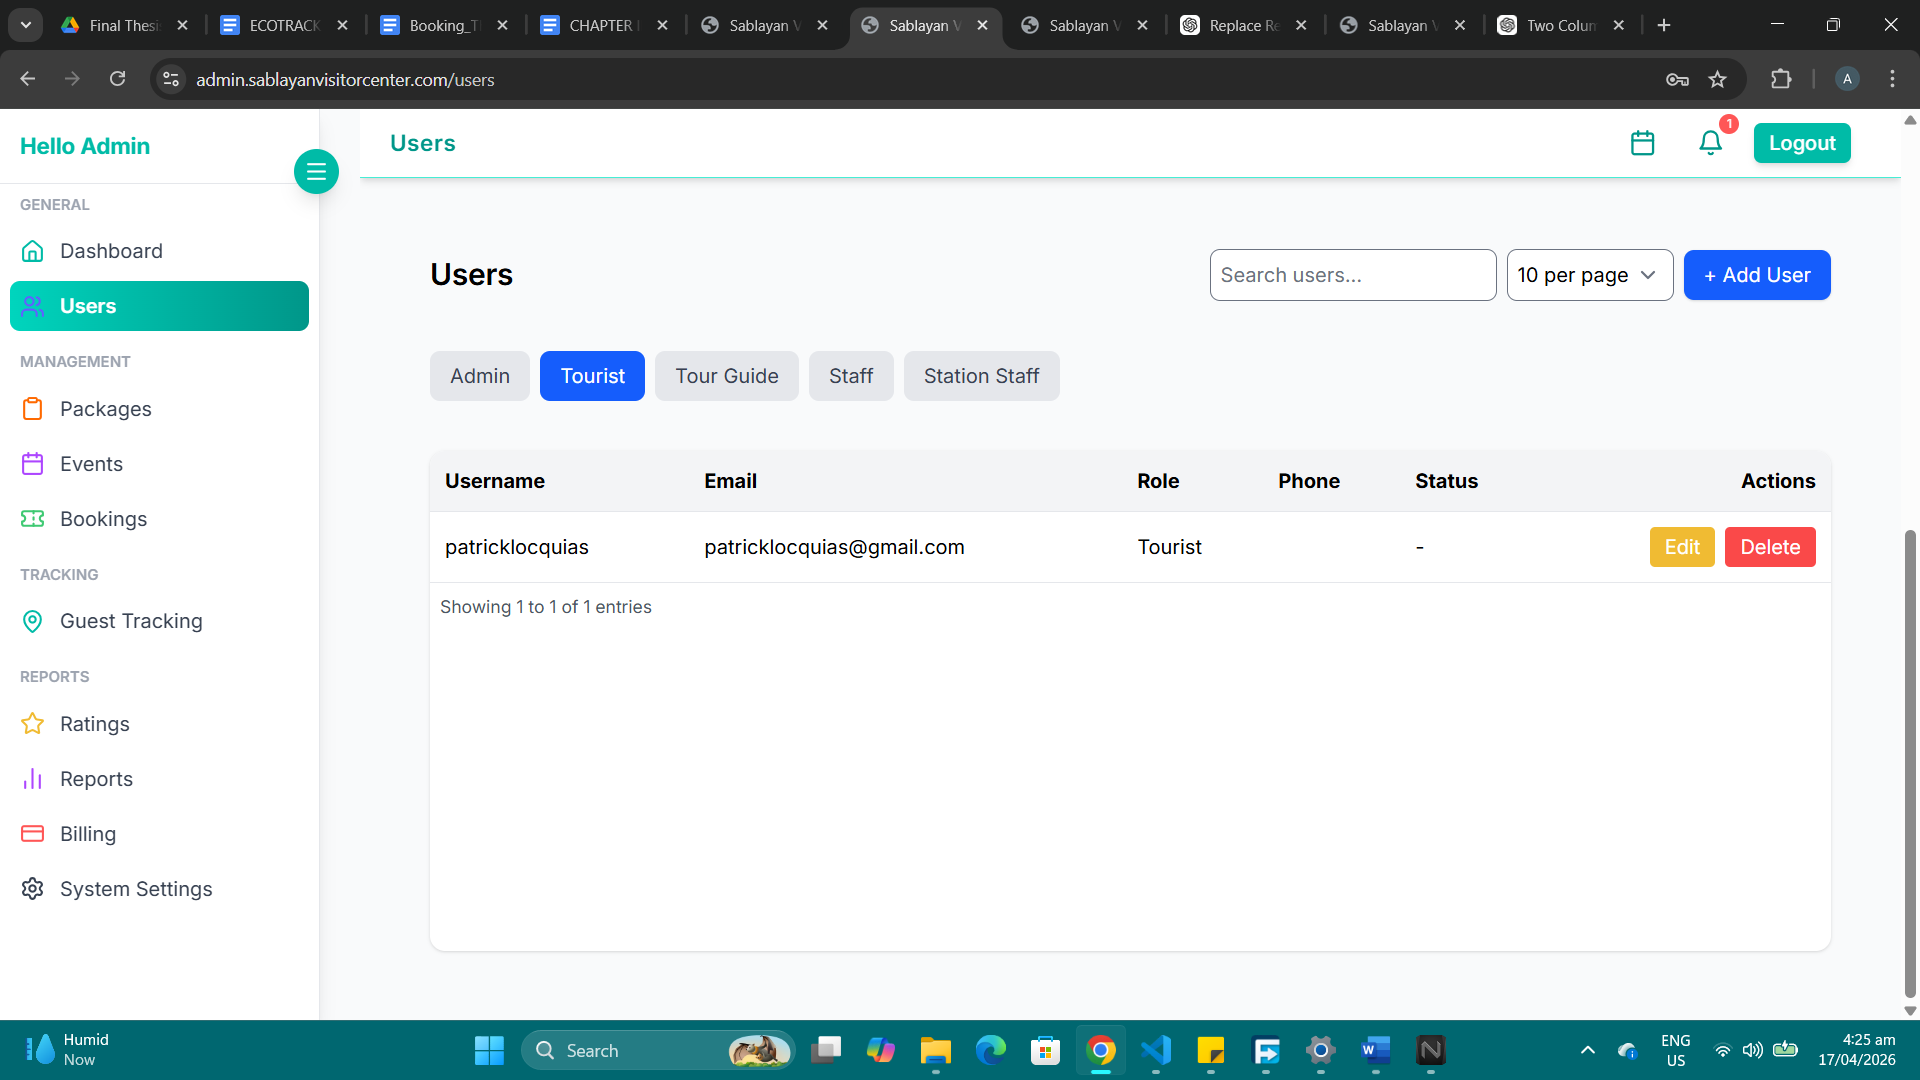 Final Thesi
ECOTRACK
Booking_T
CHAPTER
Sablayan V
Sablayan V
Sablayan V
Replace Re
Sablayan V
Two Colum
admin.sablayanvisitorcenter.com/users
A
Hello Admin
Users
1
Logout
GENERAL
Dashboard
Users
MANAGEMENT
Packages
Events
Bookings
TRACKING
Guest Tracking
REPORTS
Ratings
Reports
Billing
System Settings
Users
Search users...
10 per page
+ Add User
Admin
Tourist
Tour Guide
Staff
Station Staff
Username Email Role Phone Status Actions
patricklocquias patricklocquias@gmail.com Tourist - Edit Delete
Showing 1 to 1 of 1 entries
Humid
Now
Search
ENG
US
4:25 am
17/04/2026